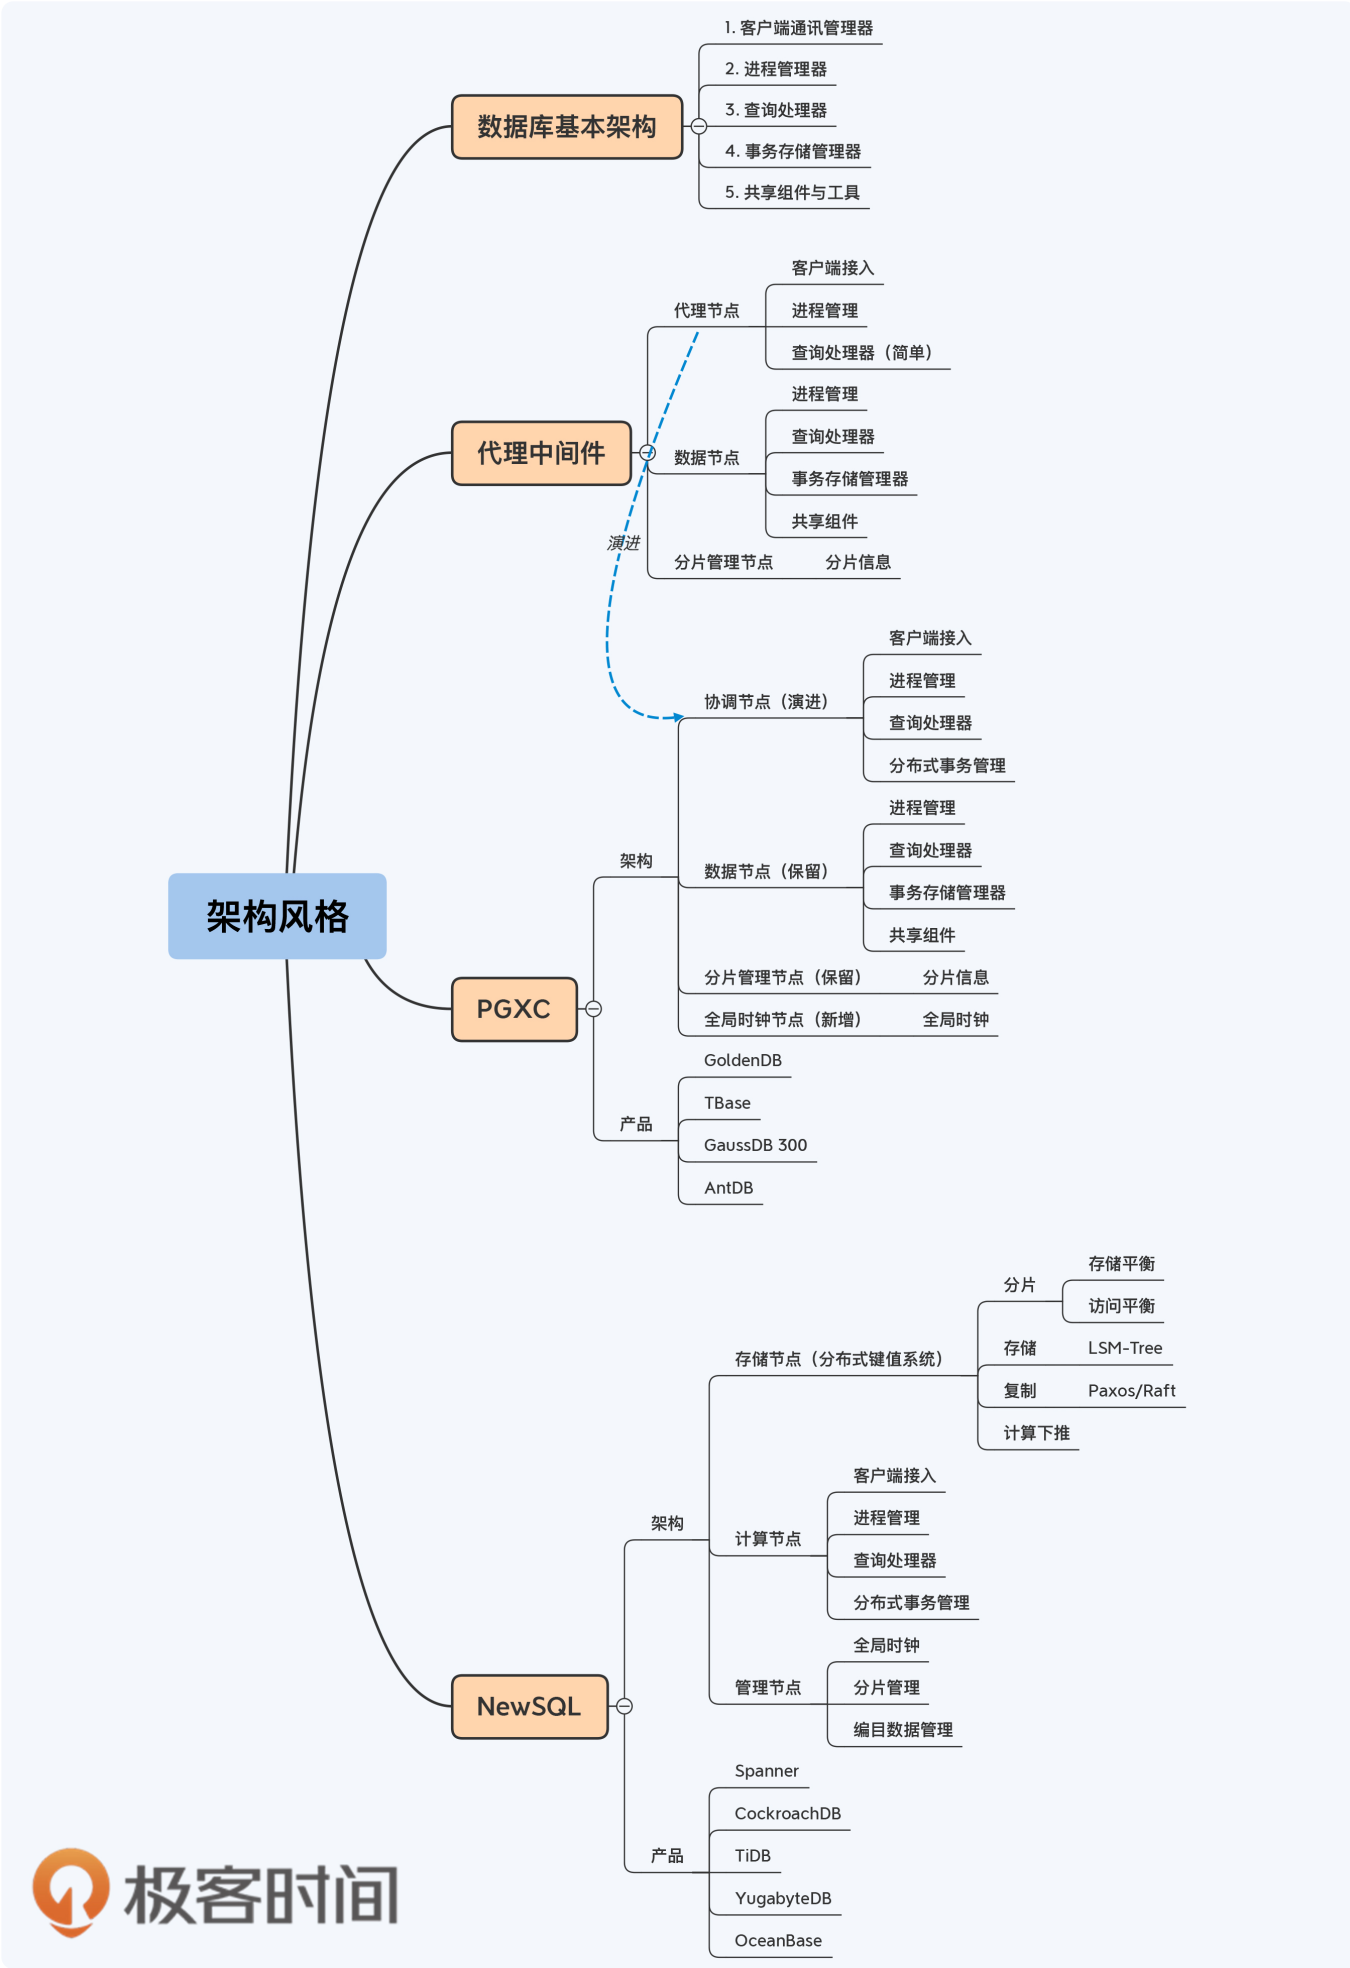 1. 客户端通讯管理器
2. 进程管理器
数据库基本架构
3. 查询处理器
4. 事务存储管理器
5. 共享组件与工具
客户端接入
代理节点
进程管理
查询处理器（简单）
进程管理
代理中间件
查询处理器
数据节点
事务存储管理器
共享组件
演进
分片管理节点
分片信息
客户端接入
进程管理
协调节点（演进）
查询处理器
分布式事务管理
进程管理
架构
查询处理器
数据节点（保留）
事务存储管理器
架构风格
共享组件
分片管理节点（保留）
分片信息
PGXC
全局时钟节点（新增）
全局时钟
GoldenDB
TBase
产品
GaussDB 300
AntDB
存储平衡
分片
访问平衡
存储节点（分布式键值系统）
存储
LSM-Tree
复制
Paxos/Raft
计算下推
客户端接入
架构
进程管理
计算节点
查询处理器
分布式事务管理
全局时钟
管理节点
分片管理
NewSQL
编目数据管理
Spanner
CockroachDB
产品
TiDB
YugabyteDB
OceanBase
极客时间